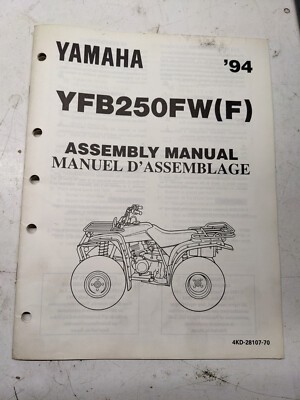 YAMAHA '94
YFB250FW(F)
ASSEMBLY MANUAL
MANUEL D'ASSEMBLAGE
4KD-28107-70